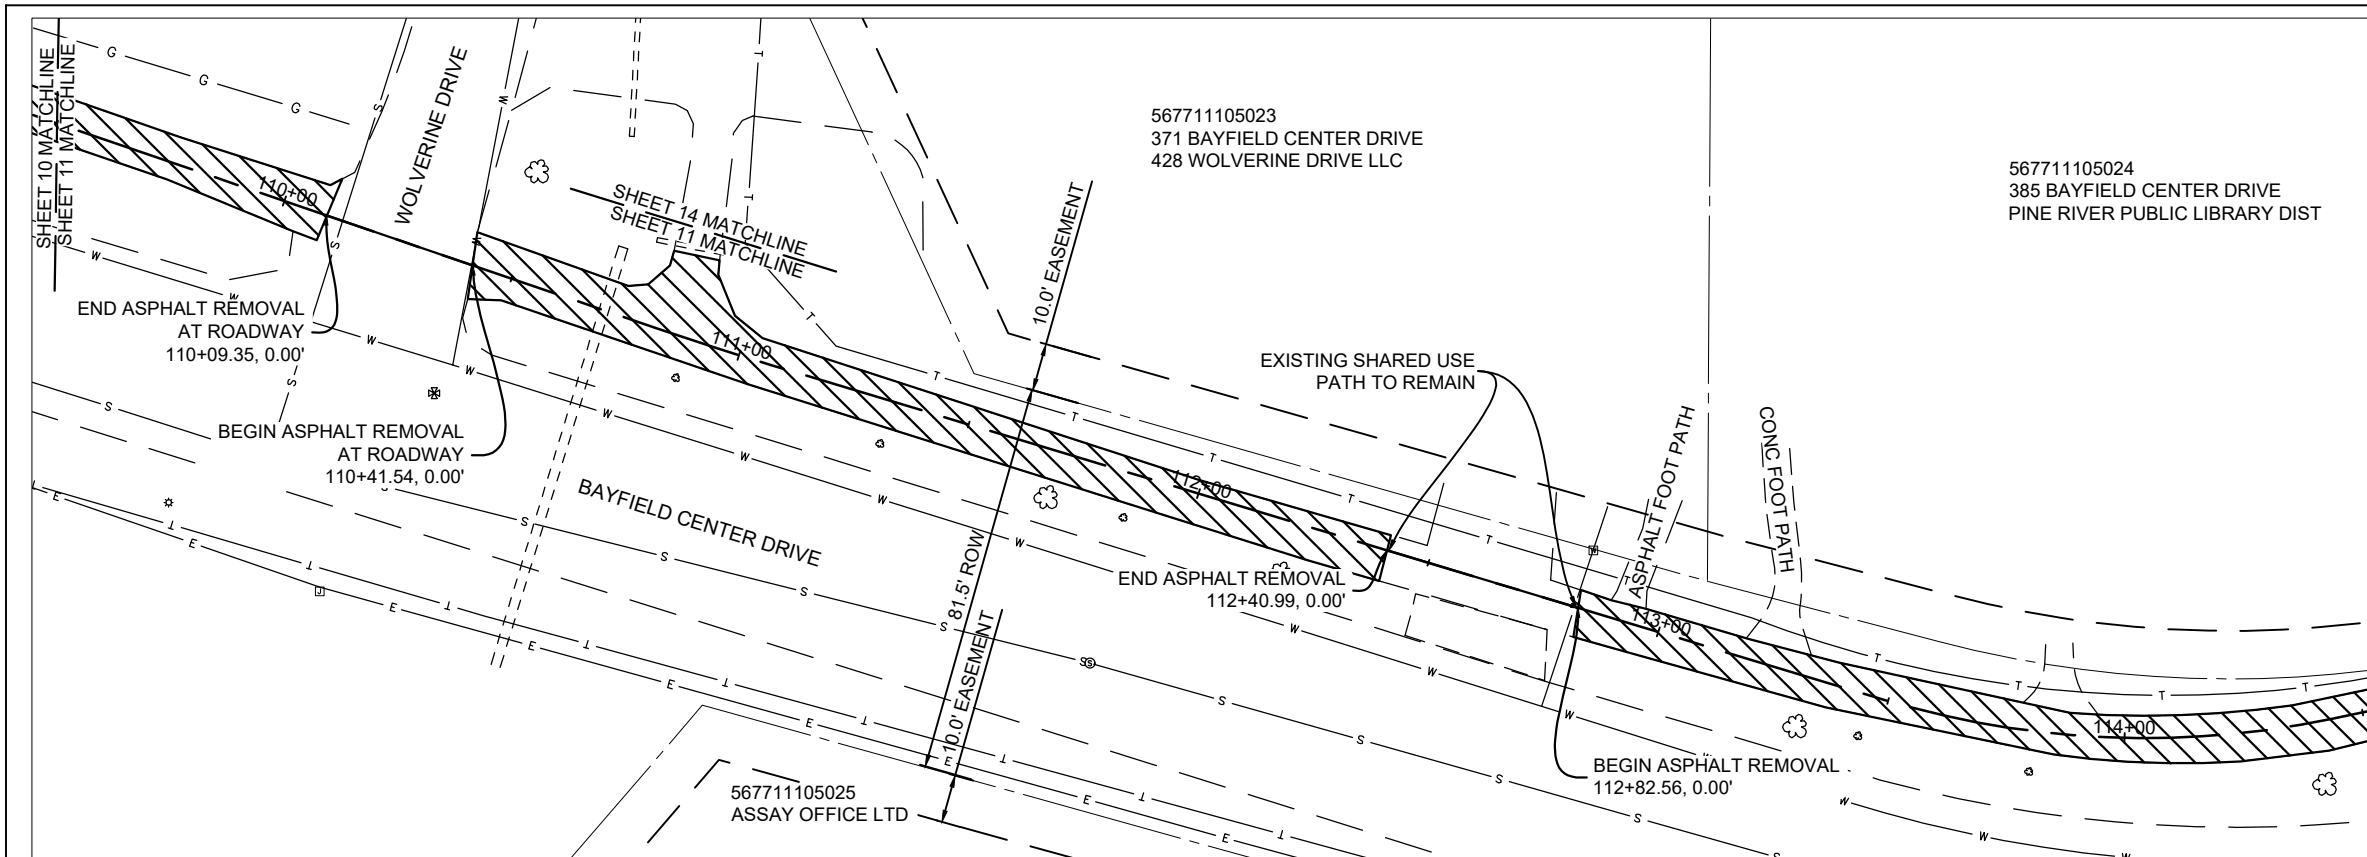 SHEET 10 MATCHLINE
SHEET 11 MATCHLINE
G
G
G
WOLVERINE DRIVE
110+00
SHEET 14 MATCHLINE
SHEET 11 MATCHLINE
567711105023
371 BAYFIELD CENTER DRIVE
428 WOLVERINE DRIVE LLC
567711105024
385 BAYFIELD CENTER DRIVE
PINE RIVER PUBLIC LIBRARY DIST
10.0' EASEMENT
END ASPHALT REMOVAL
AT ROADWAY
110+09.35, 0.00'
111+00
EXISTING SHARED USE
PATH TO REMAIN
BEGIN ASPHALT REMOVAL
AT ROADWAY
110+41.54, 0.00'
BAYFIELD CENTER DRIVE
112+00
ASPHALT FOOT PATH
CONC FOOT PATH
81.5' ROW
END ASPHALT REMOVAL
112+40.99, 0.00'
113+00
10.0' EASEMENT
114+00
BEGIN ASPHALT REMOVAL
112+82.56, 0.00'
567711105025
ASSAY OFFICE LTD